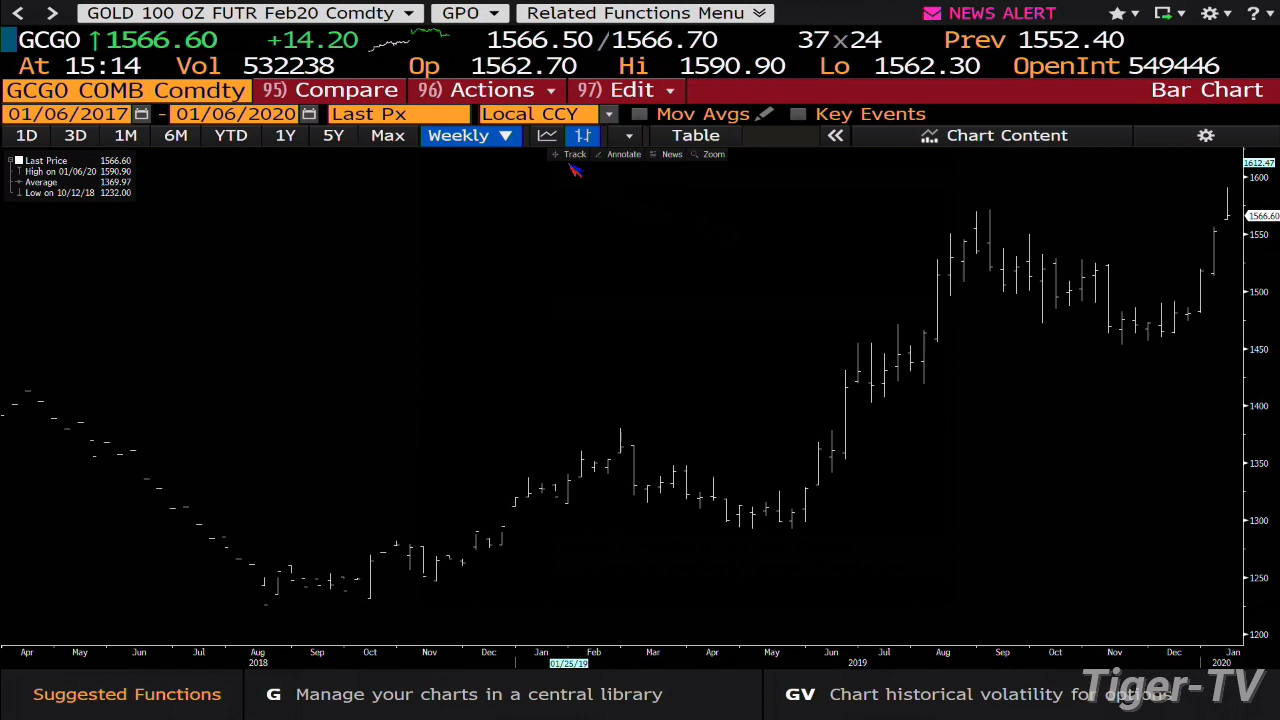 GOLD 100 OZ FUTR Feb20 Comdty GPO Related Functions Menu NEWS ALERT ?
GCG0 ↑1566.60 +14.20 1566.50/1566.70 37x24 Prev 1552.40
At 15:14 Vol 532238 Op 1562.70 Hi 1590.90 Lo 1562.30 OpenInt 549446
GCG0 COMB Comdty 95) Compare 96) Actions 97) Edit Bar Chart
01/06/2017 - 01/06/2020 Last Px Local CCY Mov Avgs Key Events
1D 3D 1M 6M YTD 1Y 5Y Max Weekly ▼ Table « Chart Content
Track Annotate News Zoom
Last Price 1566.60
High on 01/06/20 1590.90
Average 1369.97
Low on 10/12/18 1232.00
1612.47
1600
1566.60
1550
1500
1450
1400
1350
1300
1250
1200
Apr May Jun Jul Aug Sep Oct Nov Dec Jan Feb Mar Apr May Jun Jul Aug Sep Oct Nov Dec Jan
2018 01/25/19 2019 2020
Suggested Functions G Manage your charts in a central library GV Chart historical volatility for options
Tiger-TV